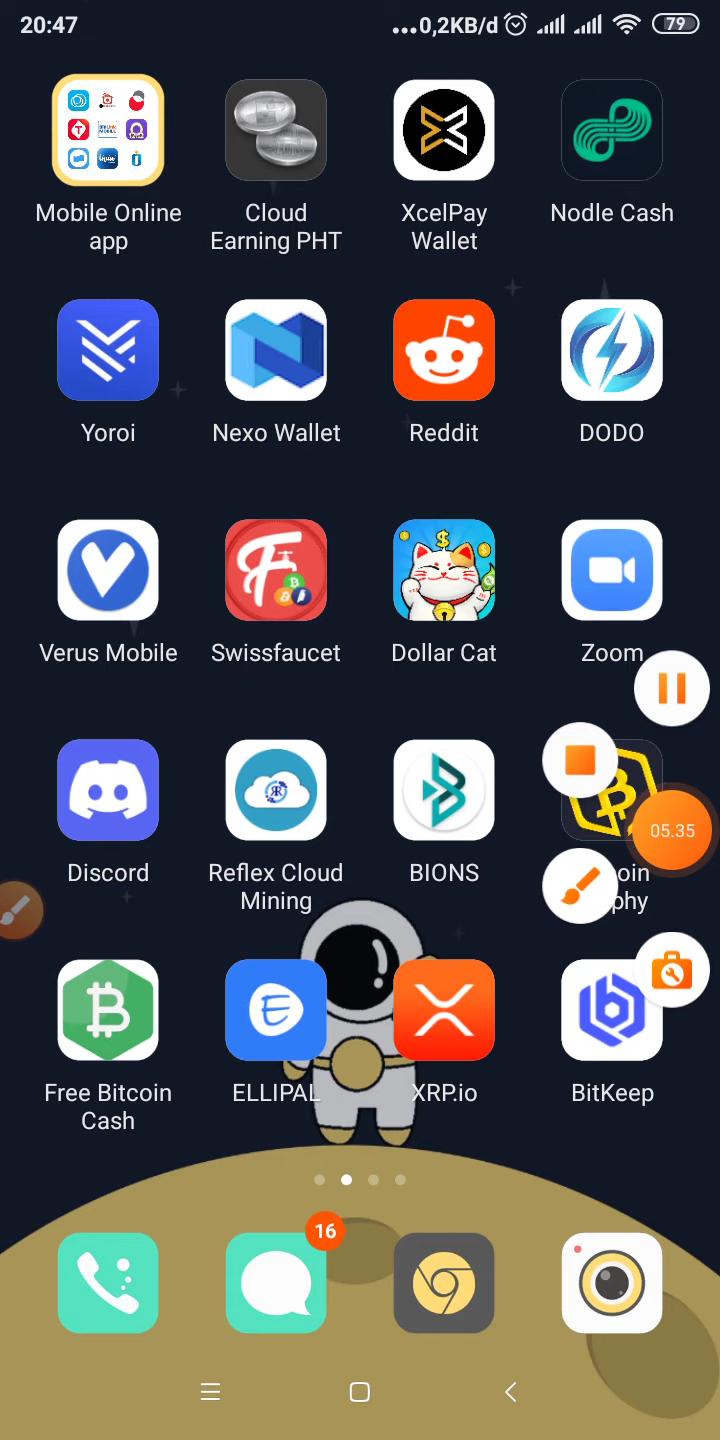 20:47
...0,2KB/d
79
Mobile Online
app
Cloud
Earning PHT
XcelPay
Wallet
Nodle Cash
Yoroi
Nexo Wallet
Reddit
DODO
Verus Mobile
Swissfaucet
Dollar Cat
Zoom
05.35
Discord
Reflex Cloud
Mining
BIONS
oin
phy
Free Bitcoin
Cash
ELLIPAL
XRP.io
BitKeep
16